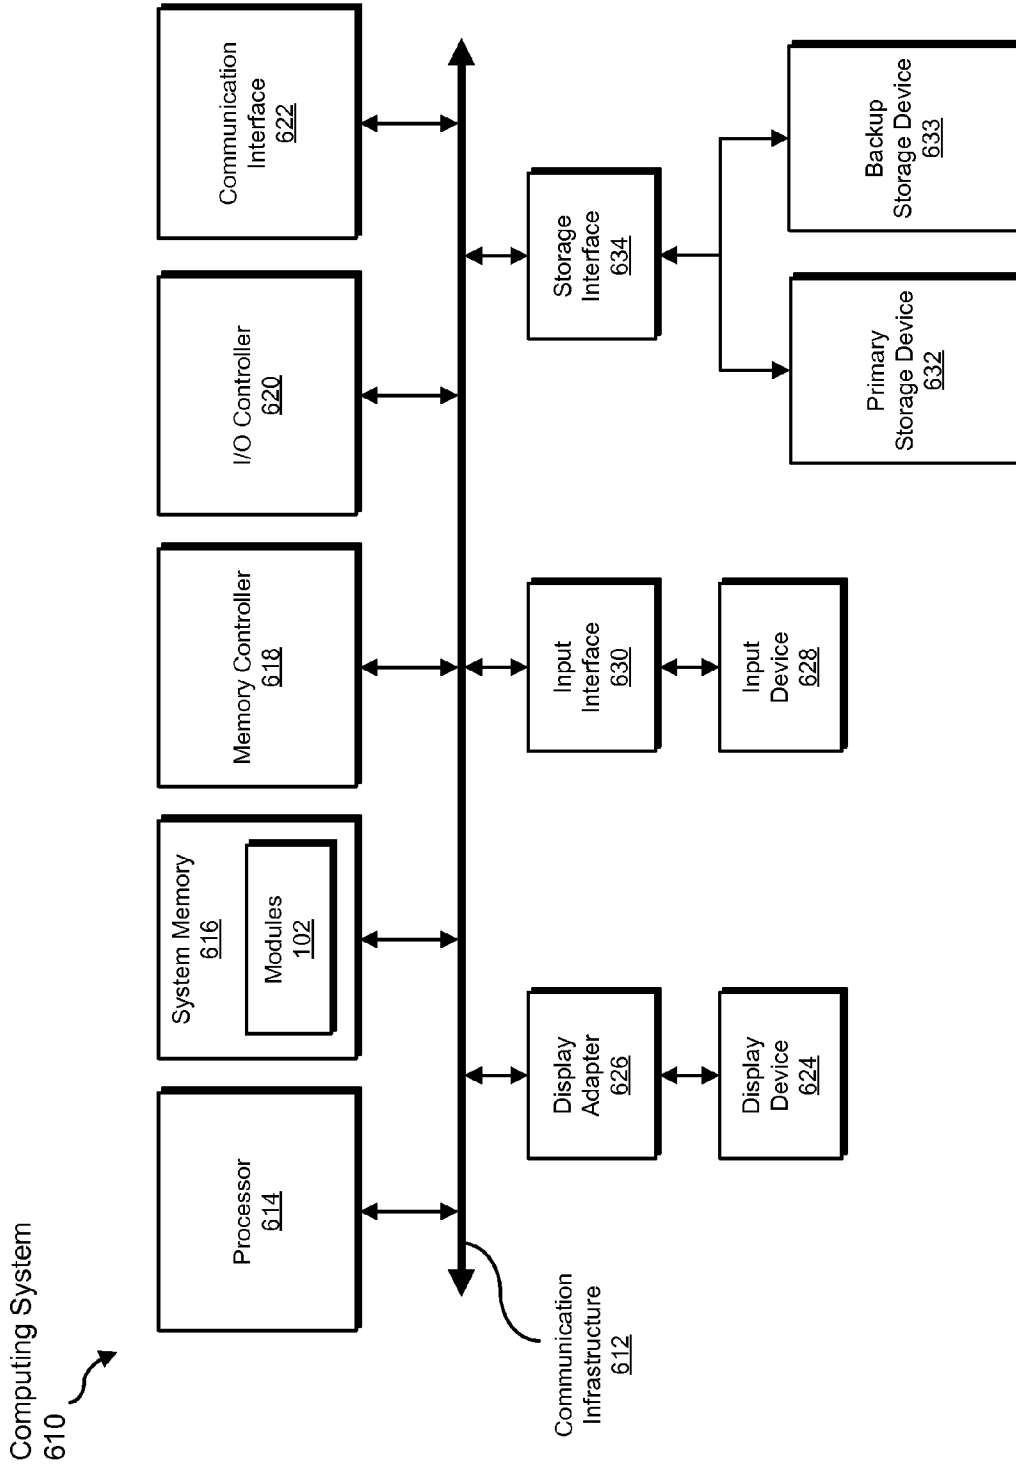 Computing System
610
Processor
614
System Memory
616
Modules
102
Memory Controller
618
I/O Controller
620
Communication
Interface
622
Communication
Infrastructure
612
Display
Adapter
626
Input
Interface
630
Storage
Interface
634
Display
Device
624
Input
Device
628
Primary
Storage Device
632
Backup
Storage Device
633